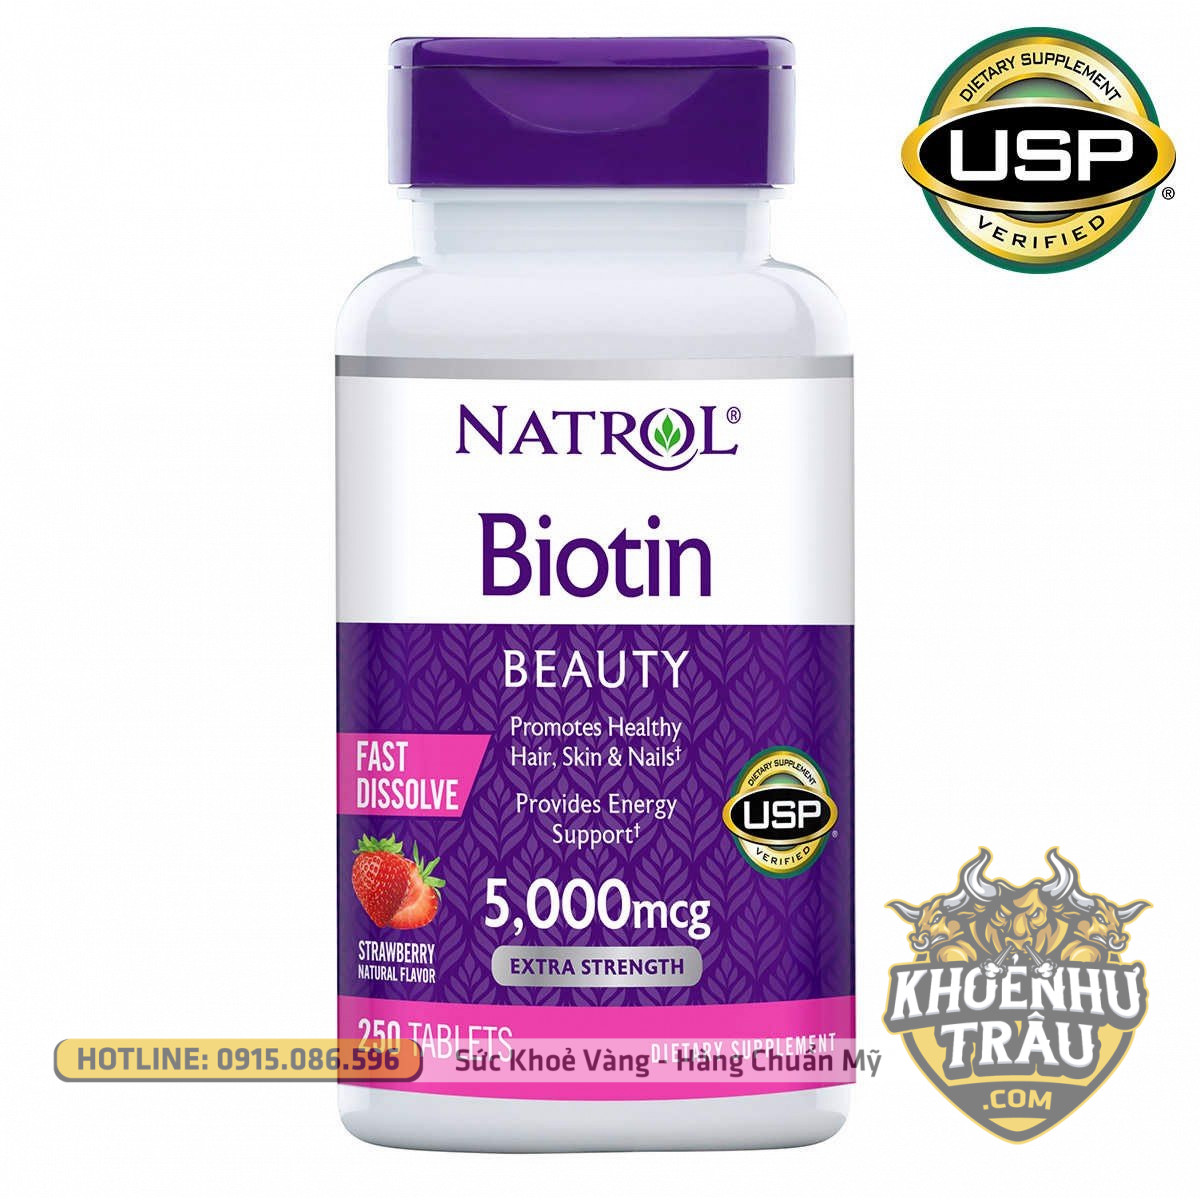 DIETARY SUPPLEMENT
USP
®
VERIFIED
NATROL®
Biotin
BEAUTY
Promotes Healthy
Hair, Skin & Nails†
FAST
DISSOLVE
Provides Energy
Support†
DIETARY SUPPLEMENT
USP
®
VERIFIED
5,000mcg
EXTRA STRENGTH
STRAWBERRY
NATURAL FLAVOR
250 TABLETS
DIETARY SUPPLEMENT
HOTLINE: 0915.086.596
Sức Khoẻ Vàng - Hàng Chuẩn Mỹ
KHOẺNHƯ
TRÂU
.COM